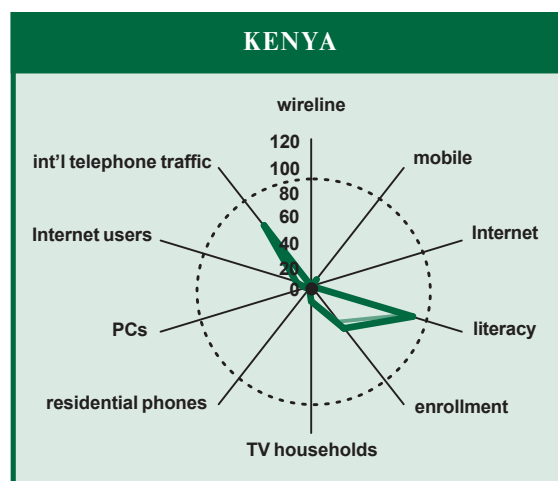 KENYA
wireline
120
100
80
60
40
20
0
mobile
int'l telephone traffic
Internet
Internet users
literacy
PCs
enrollment
residential phones
TV households